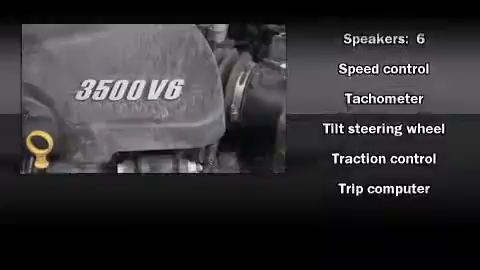 3500 V6
Speakers: 6
Speed control
Tachometer
Tilt steering wheel
Traction control
Trip computer